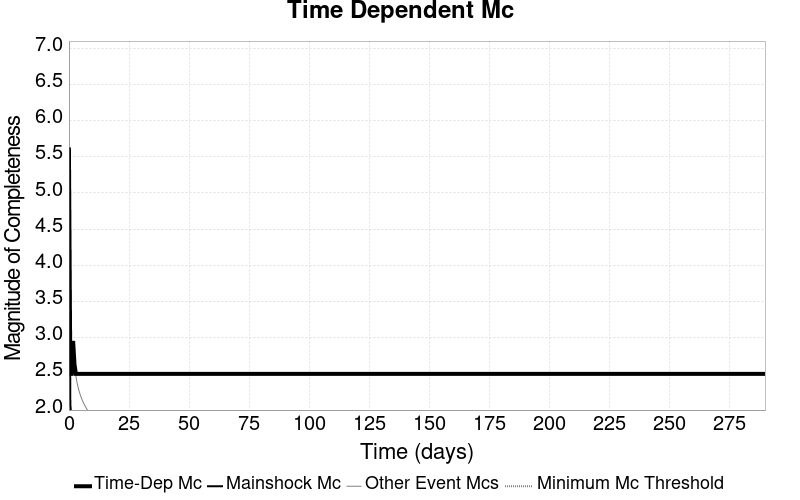 Time Dependent Mc
Magnitude of Completeness
7.0
6.5
6.0
5.5
5.0
4.5
4.0
3.5
3.0
2.5
2.0
0 25 50 75 100 125 150 175 200 225 250 275
Time (days)
Time-Dep Mc Mainshock Mc Other Event Mcs Minimum Mc Threshold